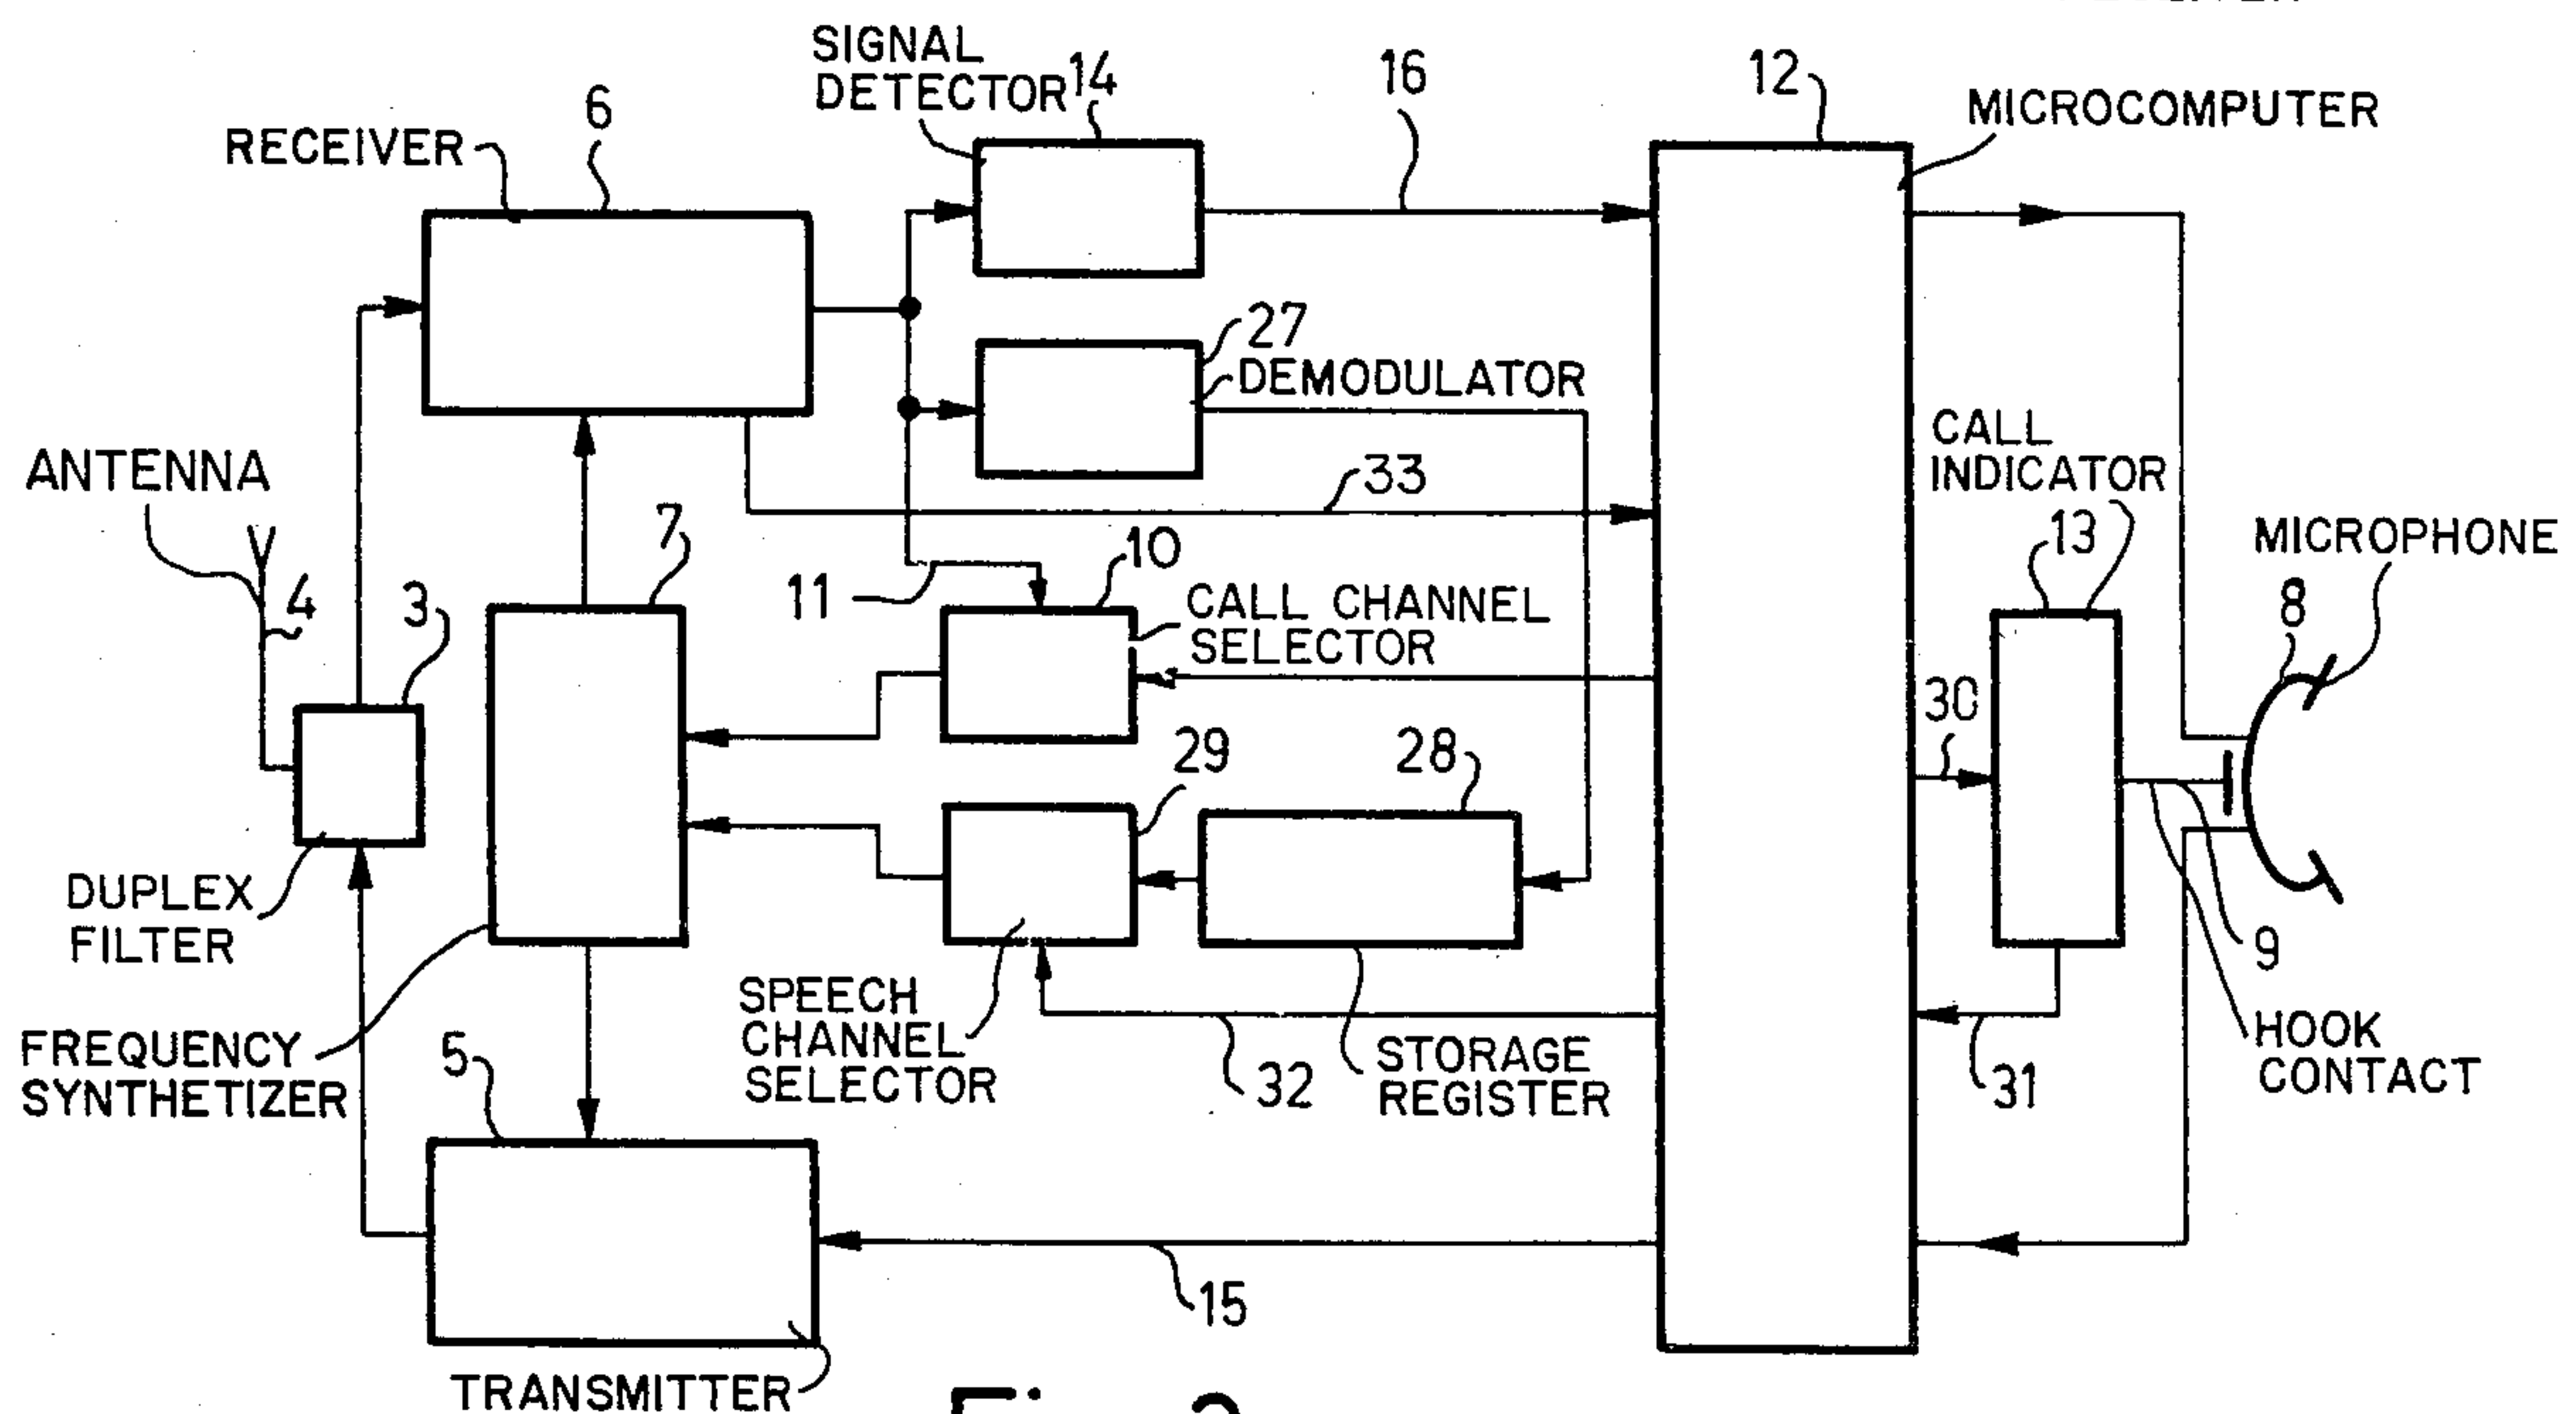 SIGNAL
DETECTOR
14
16
12
MICROCOMPUTER
6
RECEIVER
27
DEMODULATOR
CALL
INDICATOR
33
ANTENNA
7
10
13
MICROPHONE
4
3
11
CALL CHANNEL
SELECTOR
8
30
29
28
DUPLEX
FILTER
9
SPEECH
CHANNEL
SELECTOR
FREQUENCY
SYNTHETIZER
5
32
STORAGE
REGISTER
31
HOOK
CONTACT
15
TRANSMITTER